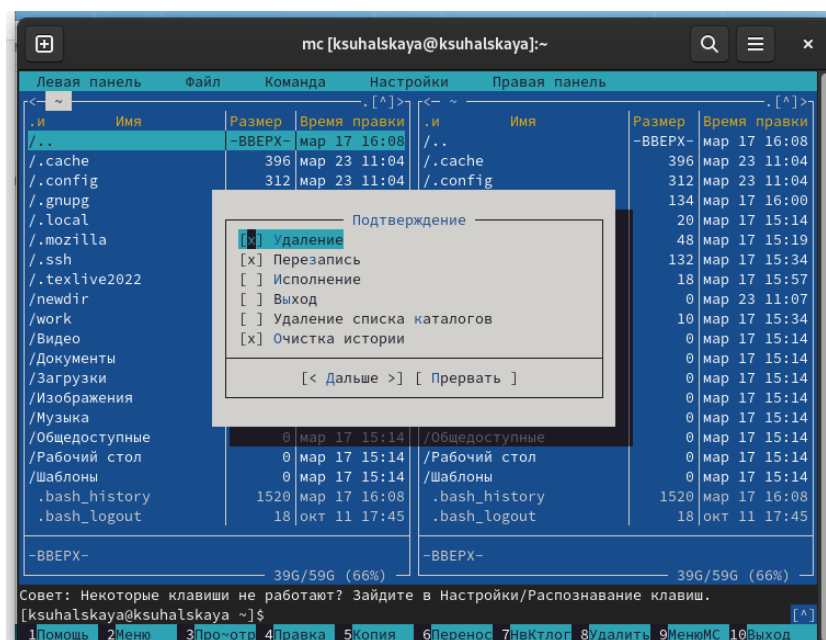 mc [ksuhalskaya@ksuhalskaya]:~
Левая панель Файл Команда Настройки Правая панель
<— ~ .[^]> <— ~ .[^]>
.и Имя Размер Время правки .и Имя Размер Время правки
/.. -ВВЕРХ- мар 17 16:08 /.. -ВВЕРХ- мар 17 16:08
/.cache 396 мар 23 11:04 /.cache 396 мар 23 11:04
/.config 312 мар 23 11:04 /.config 312 мар 23 11:04
/.gnupg 134 мар 17 16:00
/.local Подтверждение 20 мар 17 15:14
/.mozilla [x] Удаление 48 мар 17 15:19
/.ssh [x] Перезапись 132 мар 17 15:34
/.texlive2022 [ ] Исполнение 18 мар 17 15:57
/newdir [ ] Выход 0 мар 23 11:07
/work [ ] Удаление списка каталогов 10 мар 17 15:34
/Видео [x] Очистка истории 0 мар 17 15:14
/Документы 0 мар 17 15:14
/Загрузки [< Дальше >] [ Прервать ] 0 мар 17 15:14
/Изображения 0 мар 17 15:14
/Музыка 0 мар 17 15:14
/Общедоступные 0 мар 17 15:14 /Общедоступные 0 мар 17 15:14
/Рабочий стол 0 мар 17 15:14 /Рабочий стол 0 мар 17 15:14
/Шаблоны 0 мар 17 15:14 /Шаблоны 0 мар 17 15:14
.bash_history 1520 мар 17 16:08 .bash_history 1520 мар 17 16:08
.bash_logout 18 окт 11 17:45 .bash_logout 18 окт 11 17:45
-ВВЕРХ- -ВВЕРХ-
39G/59G (66%) 39G/59G (66%)
Совет: Некоторые клавиши не работают? Зайдите в Настройки/Распознавание клавиш.
[ksuhalskaya@ksuhalskaya ~]$ [^]
1Помощь 2Меню 3Про~отр 4Правка 5Копия 6Перенос 7НвКтлог 8Удалить 9МенюMC 10Выход